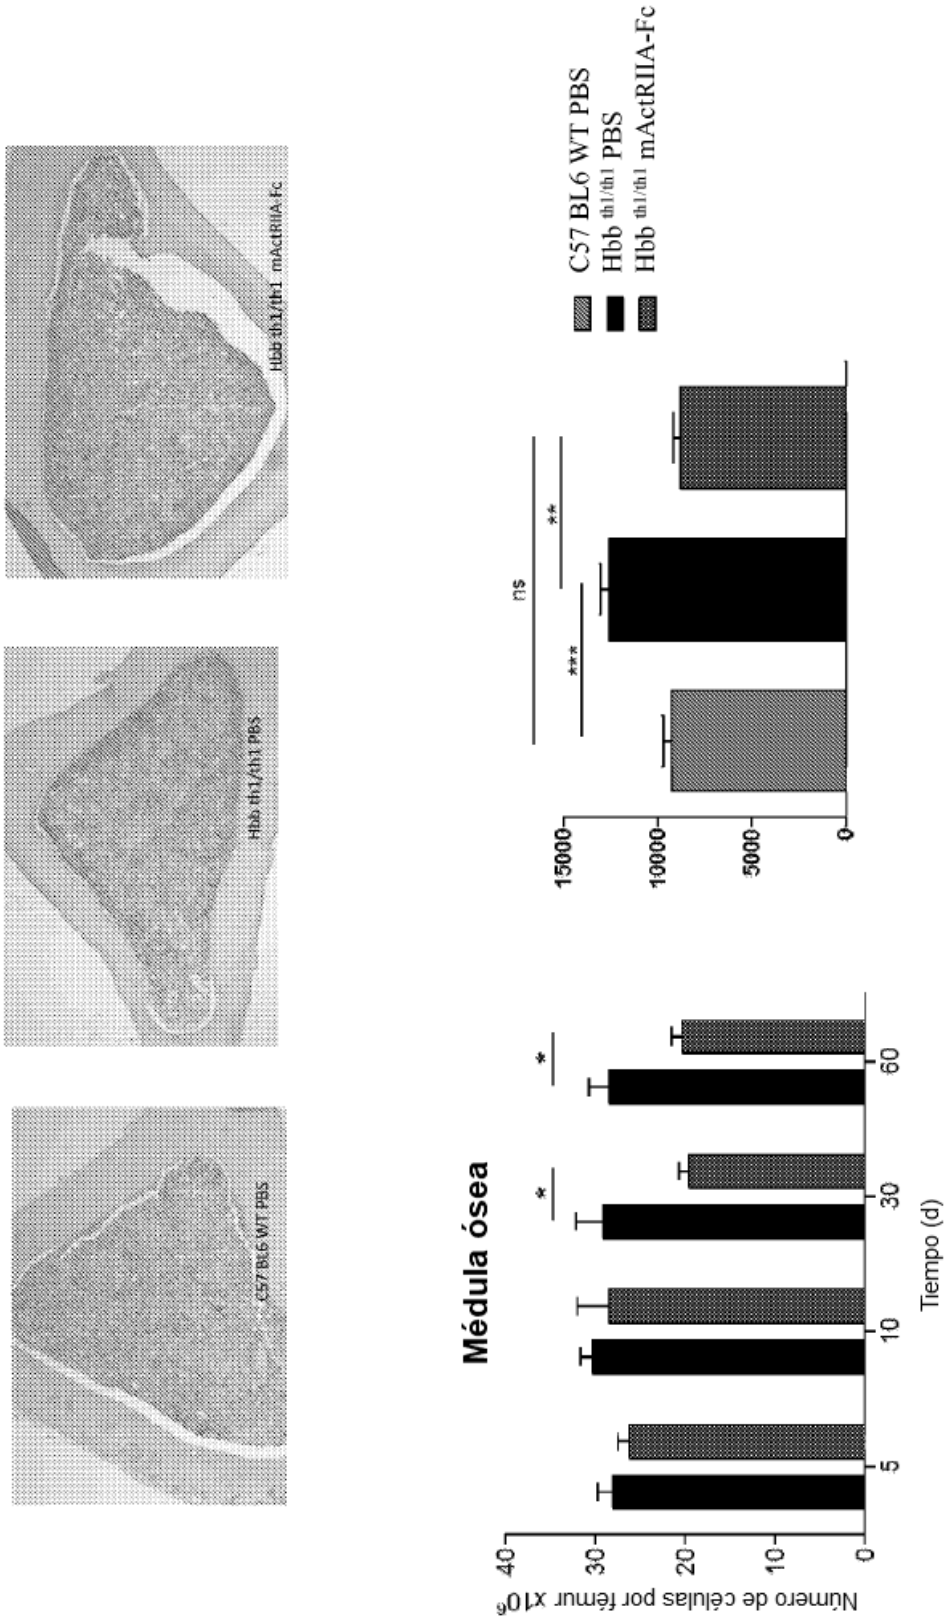 C57 BL6 WT PBS
Hbb th1/th1 PBS
Hbb th1/th1 mActRIIA-Fc
Médula ósea
Número de células por fémur x10⁶
40
30
20
10
0
5
10
30
60
Tiempo (d)
*
*
15000
10000
5000
0
ns
***
**
C57 BL6 WT PBS
Hbb th1/th1 PBS
Hbb th1/th1 mActRIIA-Fc